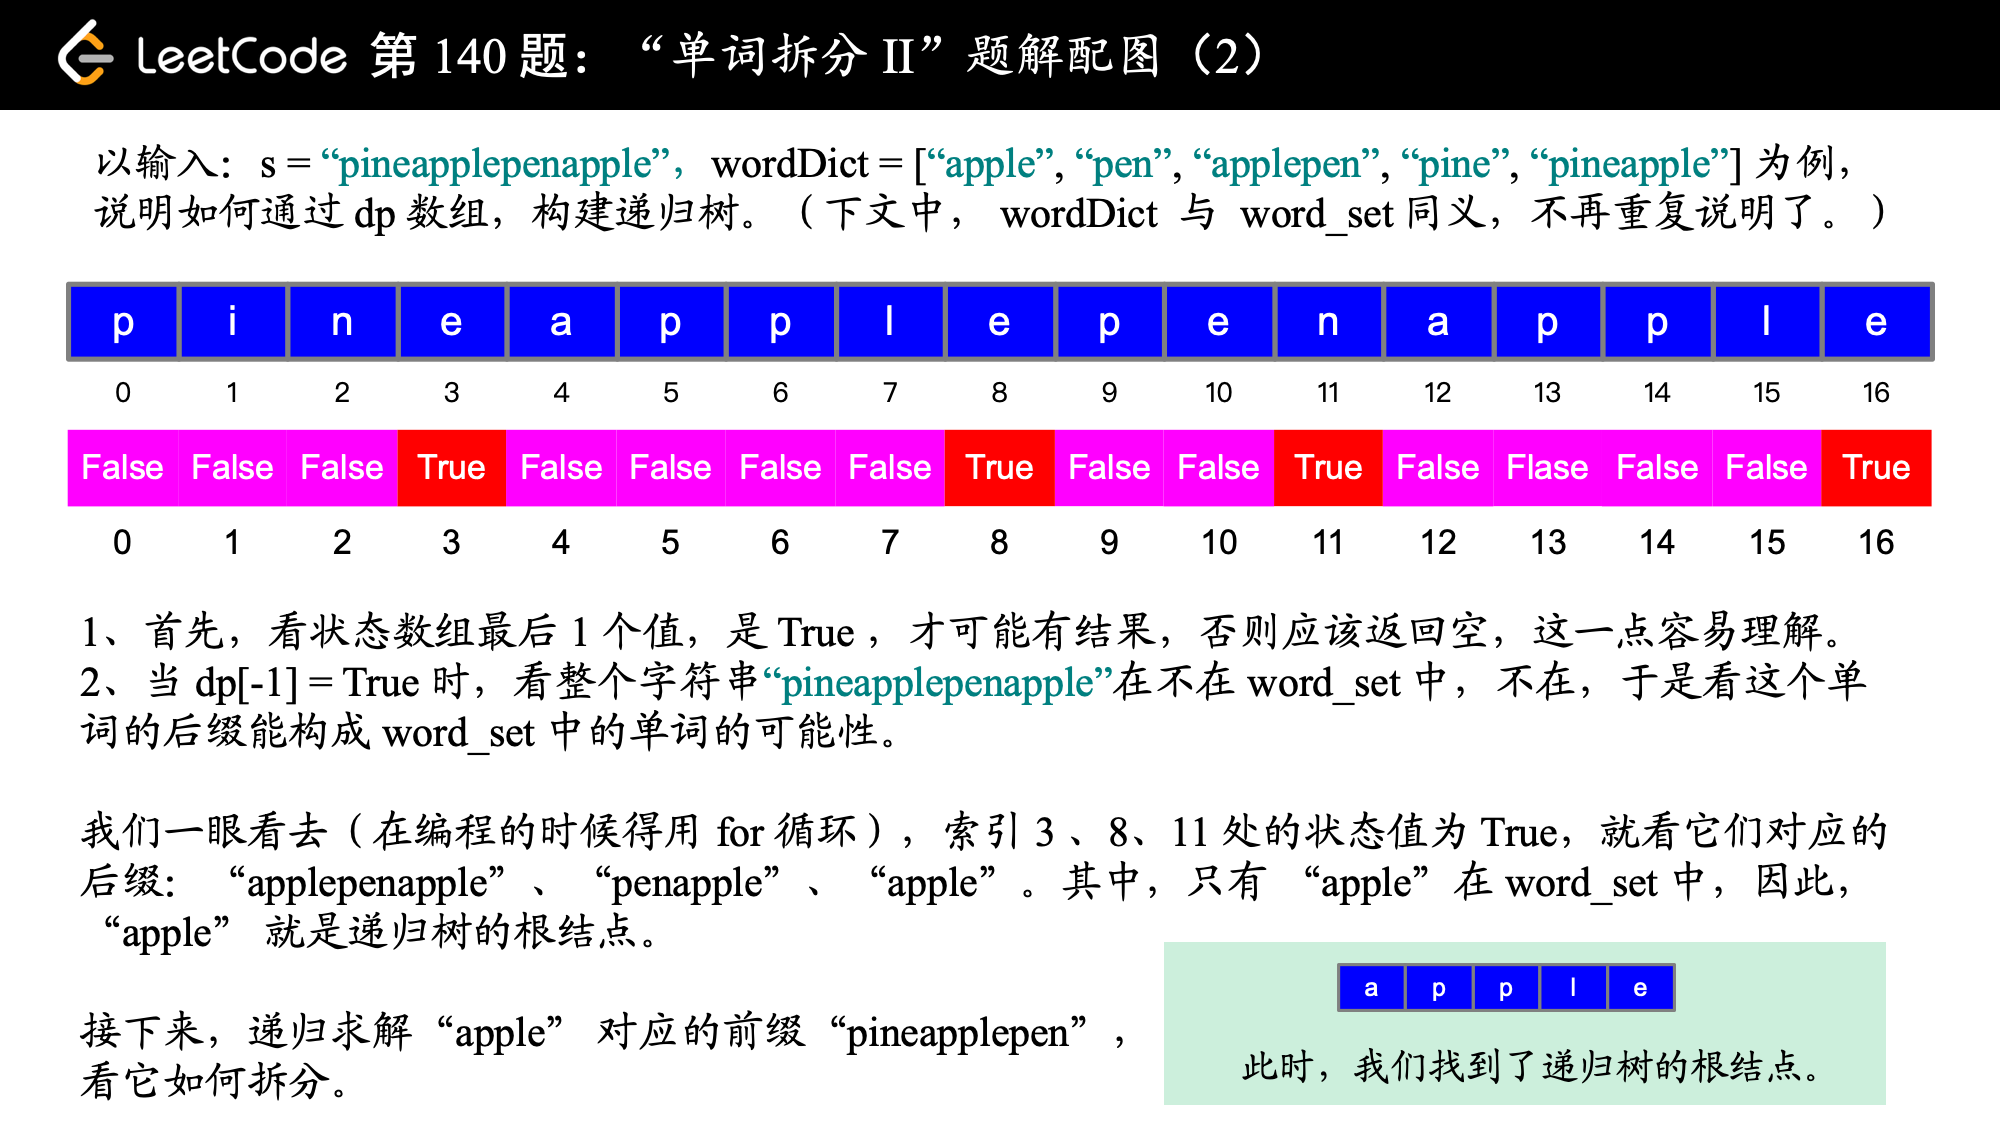 LeetCode 第 140 题：“单词拆分 II”题解配图（2）
以输入：s = “pineapplepenapple”，wordDict = [“apple”, “pen”, “applepen”, “pine”, “pineapple”] 为例，
说明如何通过 dp 数组，构建递归树。（下文中， wordDict 与 word_set 同义，不再重复说明了。）
p i n e a p p l e p e n a p p l e
0 1 2 3 4 5 6 7 8 9 10 11 12 13 14 15 16
False False False True False False False False True False False True False Flase False False True
0 1 2 3 4 5 6 7 8 9 10 11 12 13 14 15 16
1、首先，看状态数组最后 1 个值，是 True ，才可能有结果，否则应该返回空，这一点容易理解。
2、当 dp[-1] = True 时，看整个字符串“pineapplepenapple”在不在 word_set 中，不在，于是看这个单
词的后缀能构成 word_set 中的单词的可能性。
我们一眼看去（在编程的时候得用 for 循环），索引 3 、8、11 处的状态值为 True，就看它们对应的
后缀：“applepenapple”、“penapple”、“apple”。其中，只有 “apple”在 word_set 中，因此，
“apple” 就是递归树的根结点。
接下来，递归求解“apple” 对应的前缀“pineapplepen”，
看它如何拆分。
a p p l e
此时，我们找到了递归树的根结点。